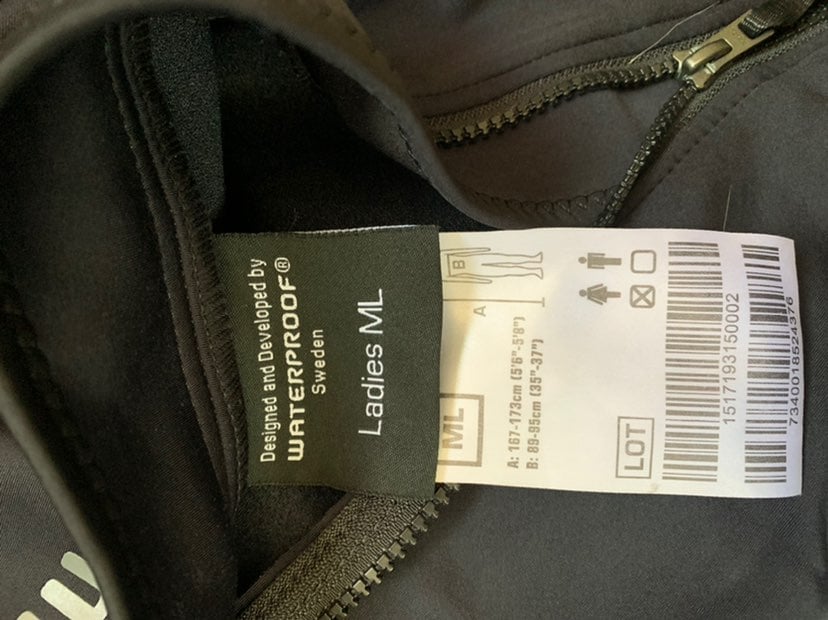 Designed and Developed by
WATERPROOF®
Sweden
Ladies ML
B
A
ML
A: 167-173cm (5'6"-5'8")
B: 89-95cm (35"-37")
LOT
1517193150002
7340018524376